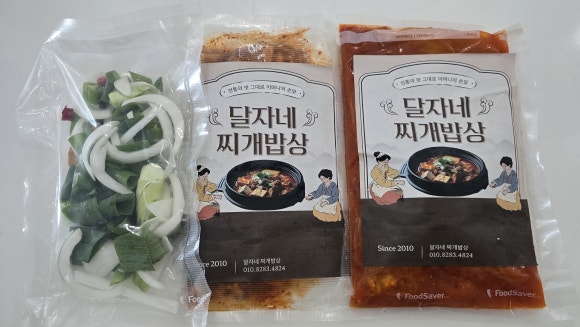 전통의 맛 그대로 어머니의 손맛
달자네
찌개밥상
Since 2010
달자네 찌개밥상
010.8283.4824
FoodSaver
전통의 맛 그대로 어머니의 손맛
달자네
찌개밥상
Since 2010
달자네 찌개밥상
010.8283.4824
FoodSaver
FoodSaver